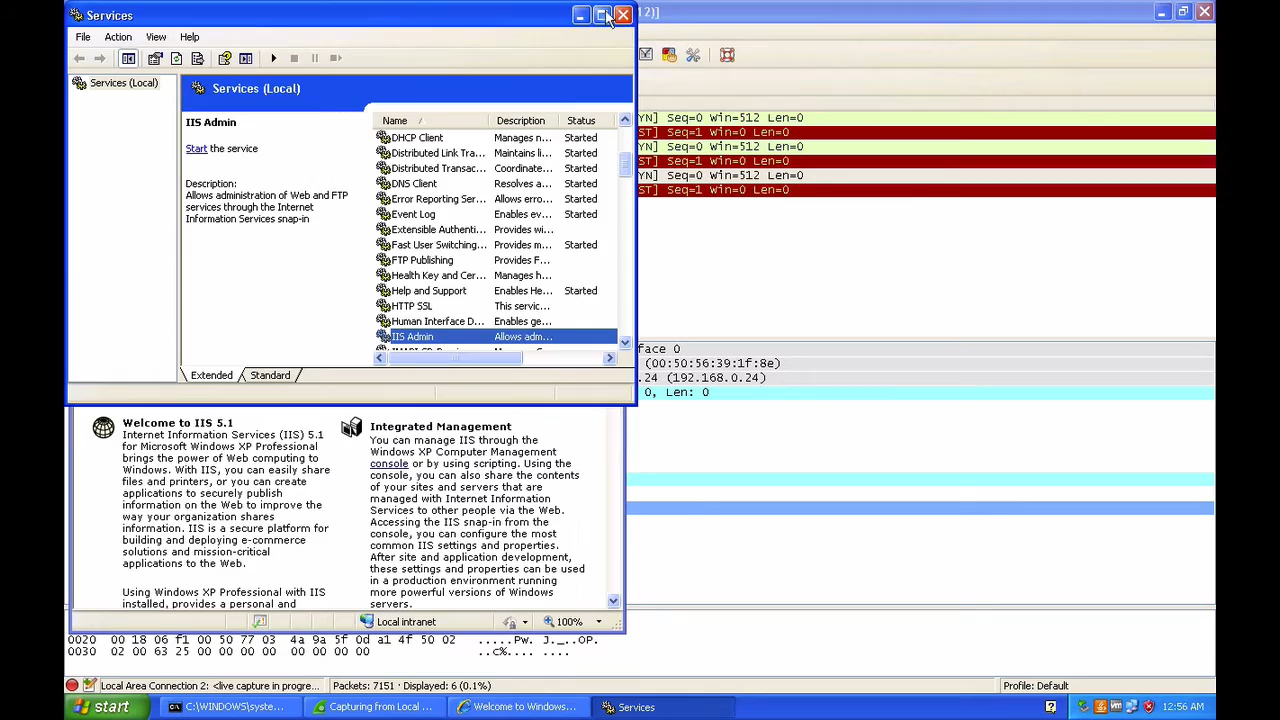 Services
12)]
File Action View Help
Services (Local)
Services (Local)
IIS Admin
Start the service
Description:
Allows administration of Web and FTP
services through the Internet
Information Services snap-in
Name Description Status
DHCP Client Manages n... Started
Distributed Link Tra... Maintains li... Started
Distributed Transac... Coordinate... Started
DNS Client Resolves a... Started
Error Reporting Ser... Allows erro... Started
Event Log Enables ev... Started
Extensible Authenti... Provides wi...
Fast User Switching... Provides m... Started
FTP Publishing Provides F...
Health Key and Cer... Manages h...
Help and Support Enables He... Started
HTTP SSL This servic...
Human Interface D... Enables ge...
IIS Admin Allows adm...
Extended Standard
YN] Seq=0 Win=512 Len=0
ST] Seq=1 Win=0 Len=0
YN] Seq=0 Win=512 Len=0
ST] Seq=1 Win=0 Len=0
YN] Seq=0 Win=512 Len=0
ST] Seq=1 Win=0 Len=0
rface 0
(00:50:56:39:1f:8e)
.24 (192.168.0.24)
0, Len: 0
Welcome to IIS 5.1
Internet Information Services (IIS) 5.1
for Microsoft Windows XP Professional
brings the power of Web computing to
Windows. With IIS, you can easily share
files and printers, or you can create
applications to securely publish
information on the Web to improve the
way your organization shares
information. IIS is a secure platform for
building and deploying e-commerce
solutions and mission-critical
applications to the Web.
Using Windows XP Professional with IIS
installed, provides a personal and
Integrated Management
You can manage IIS through the
Windows XP Computer Management
console or by using scripting. Using the
console, you can also share the contents
of your sites and servers that are
managed with Internet Information
Services to other people via the Web.
Accessing the IIS snap-in from the
console, you can configure the most
common IIS settings and properties.
After site and application development,
these settings and properties can be used
in a production environment running
more powerful versions of Windows
servers.
Local intranet 100%
0020 00 18 06 f1 00 50 77 03 4a 9a 5f 0d a1 4f 50 02 .....Pw. J._..OP.
0030 02 00 63 25 00 00 00 00 00 00 ..c%.... ....
Local Area Connection 2: <live capture in progre... Packets: 7151 · Displayed: 6 (0.1%) Profile: Default
start C:\WINDOWS\syste... Capturing from Local ... Welcome to Windows... Services 12:56 AM